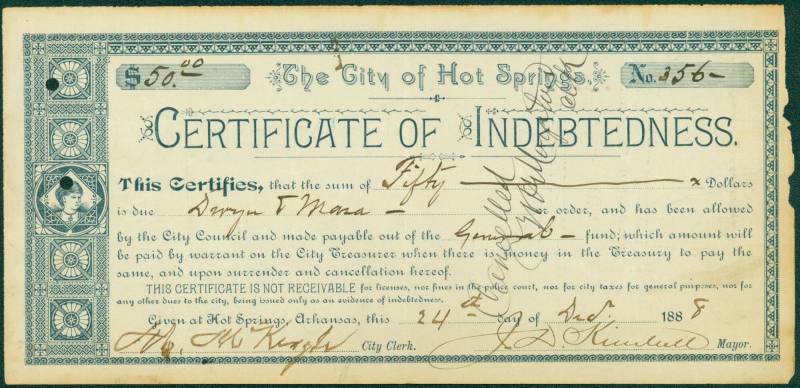 $ 50.00 The City of Hot Springs. No. 356-
CERTIFICATE OF INDEBTEDNESS.
This Certifies, that the sum of Fifty x Dollars
is due Dwyer & Mara - or order, and has been allowed
by the City Council and made payable out of the General - fund; which amount will
be paid by warrant on the City Treasurer when there is money in the Treasury to pay the
same, and upon surrender and cancellation hereof.
THIS CERTIFICATE IS NOT RECEIVABLE for licenses, nor fines in the police court, nor for city taxes for general purposes, nor for
any other dues to the city, being issued only as an evidence of indebtedness.
Given at Hot Springs, Arkansas, this 24th day of Dec. 1888
City Clerk. J. D. Kimbell Mayor.
Cancelled